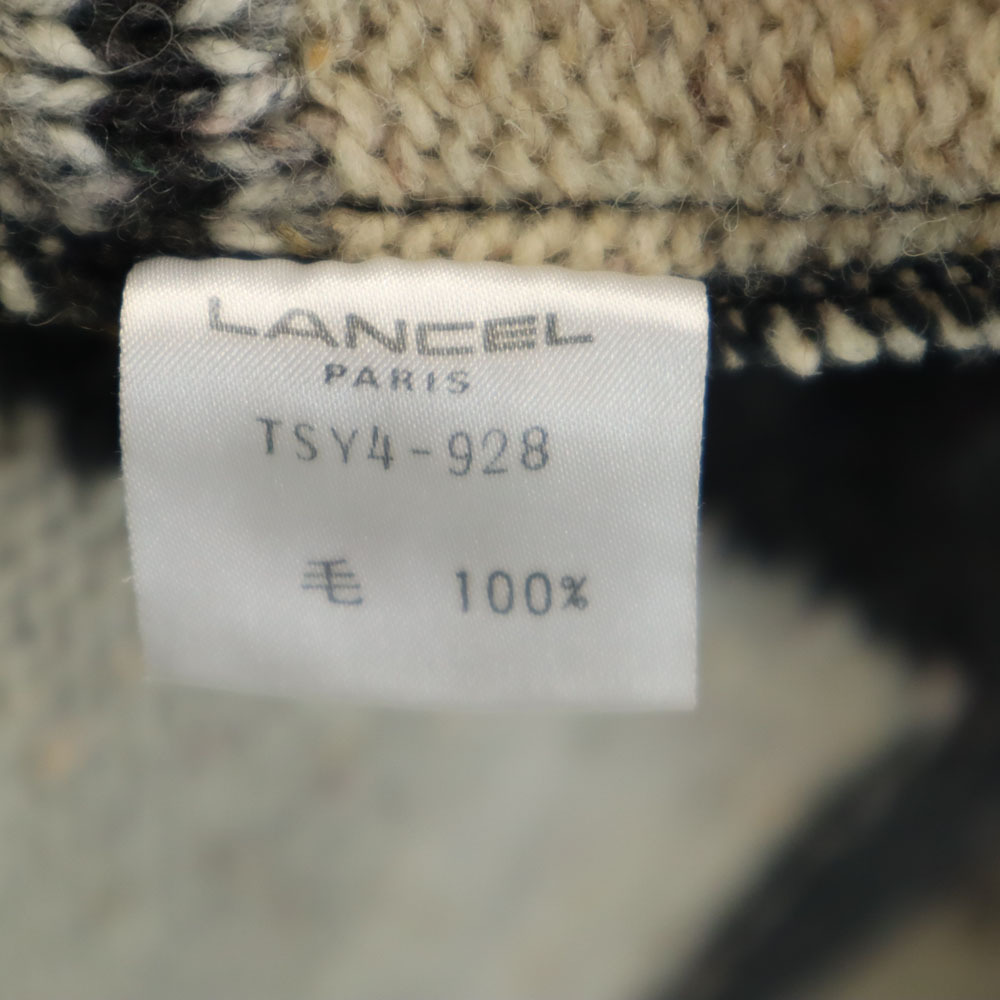 LANCEL
PARIS
TSY4-928
毛 100%